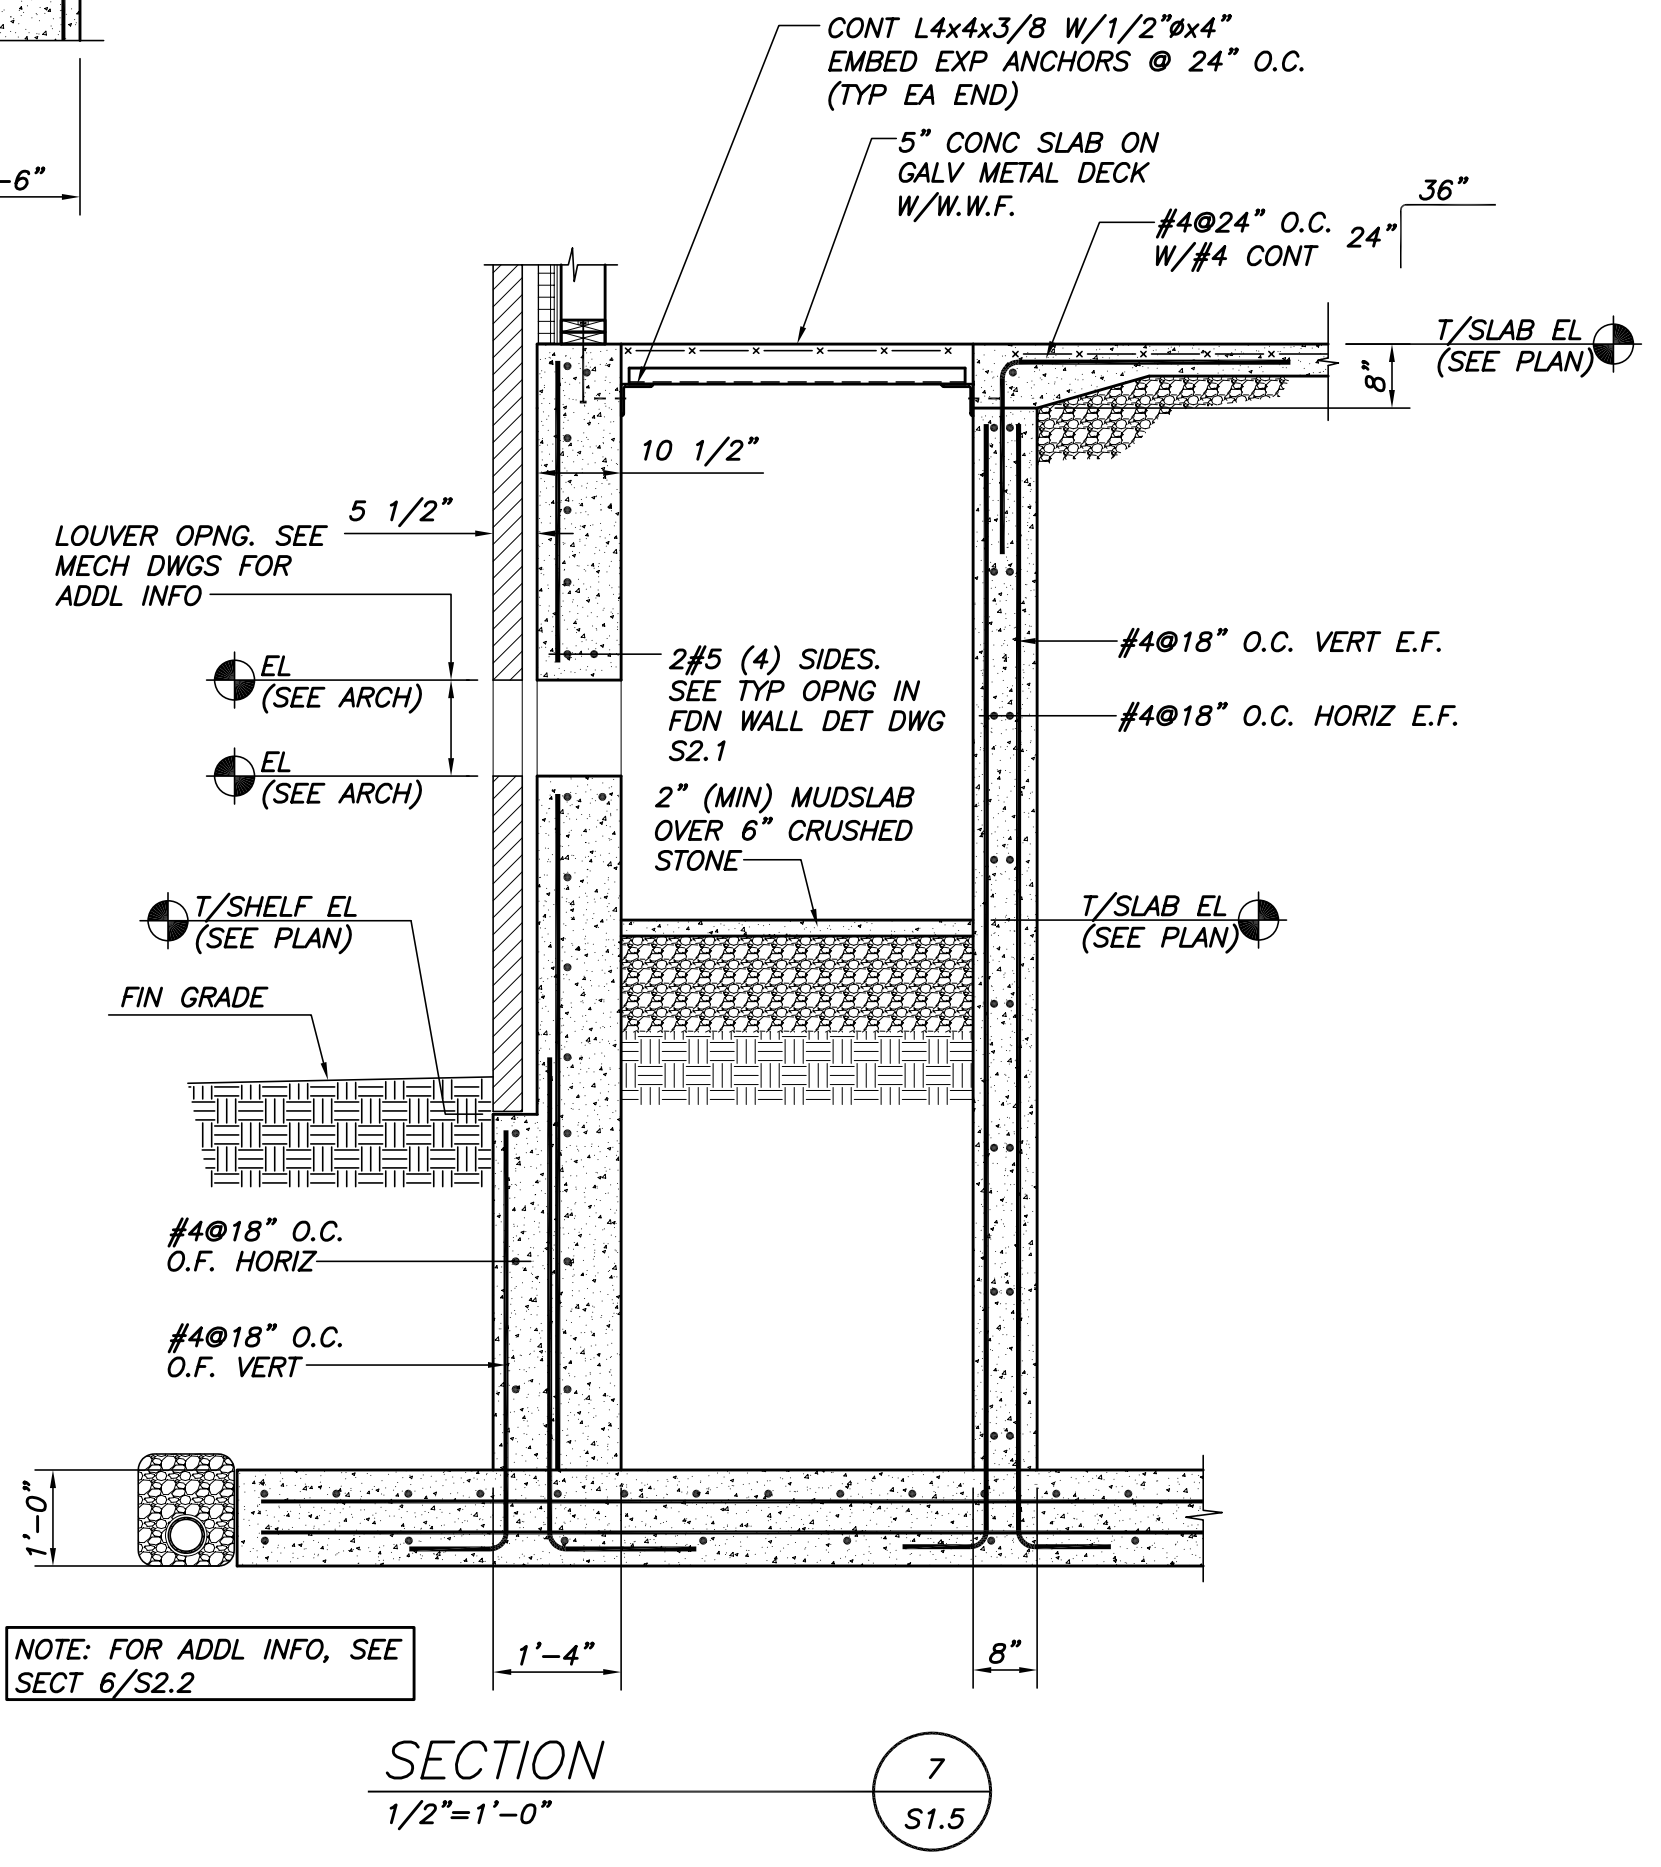 CONT L4x4x3/8 W/1/2"øx4"
EMBED EXP ANCHORS @ 24" O.C.
(TYP EA END)
5" CONC SLAB ON
GALV METAL DECK
W/W.W.F.
-6"
36"
#4@24" O.C.
W/#4 CONT
24"
T/SLAB EL
(SEE PLAN)
8"
10 1/2"
5 1/2"
LOUVER OPNG. SEE
MECH DWGS FOR
ADDL INFO
EL
(SEE ARCH)
EL
(SEE ARCH)
2#5 (4) SIDES.
SEE TYP OPNG IN
FDN WALL DET DWG
S2.1
#4@18" O.C. VERT E.F.
#4@18" O.C. HORIZ E.F.
2" (MIN) MUDSLAB
OVER 6" CRUSHED
STONE
T/SHELF EL
(SEE PLAN)
T/SLAB EL
(SEE PLAN)
FIN GRADE
#4@18" O.C.
O.F. HORIZ
#4@18" O.C.
O.F. VERT
1'-0"
NOTE: FOR ADDL INFO, SEE
SECT 6/S2.2
1'-4"
8"
SECTION
1/2"=1'-0"
7
S1.5